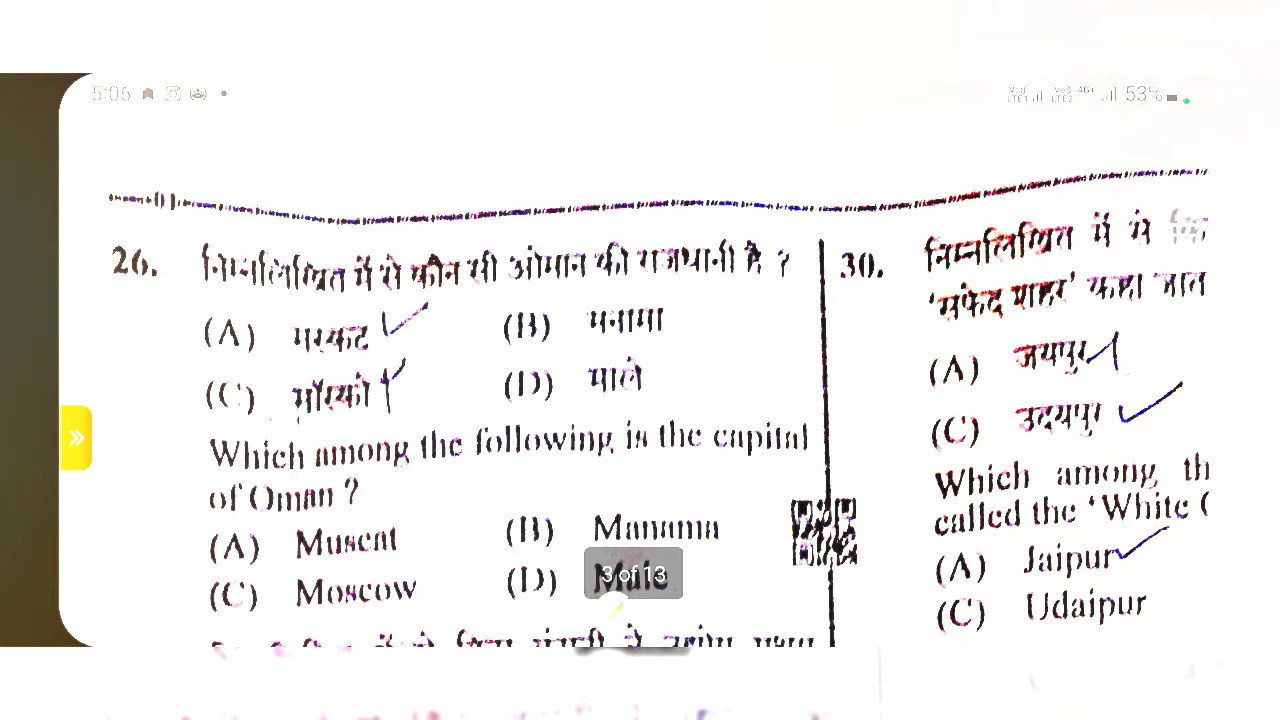 5:06
53%
26. निम्नलिखित में से कौन सी ओमान की राजधानी है ?
(A) मस्कट (B) मनामा
(C) मॉस्को (D) माले
Which among the following is the capital
of Oman ?
(A) Muscat (B) Manama
(C) Moscow (D) Male
3 of 13
30. निम्नलिखित में से
'सफेद शहर' कहा जात
(A) जयपुर
(C) उदयपुर
Which among th
called the 'White (
(A) Jaipur
(C) Udaipur